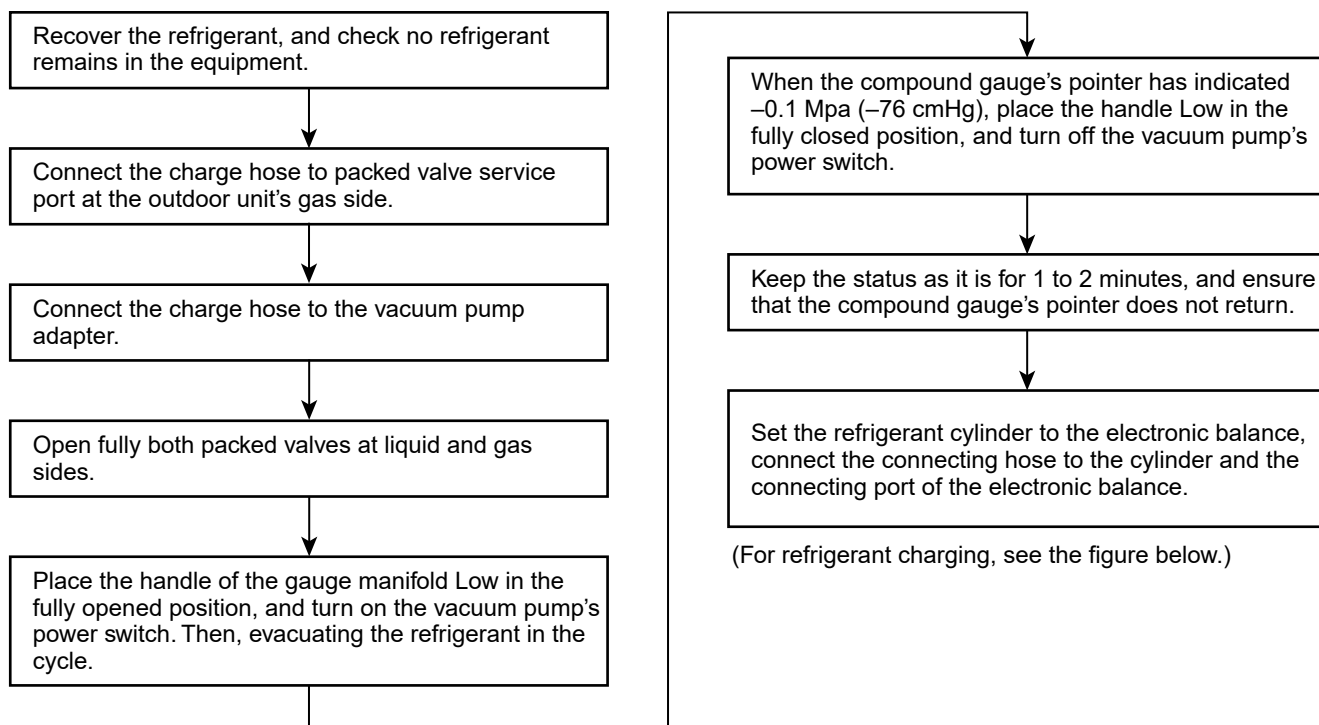 Recover the refrigerant, and check no refrigerant
remains in the equipment.
Connect the charge hose to packed valve service
port at the outdoor unit's gas side.
Connect the charge hose to the vacuum pump
adapter.
Open fully both packed valves at liquid and gas
sides.
Place the handle of the gauge manifold Low in the
fully opened position, and turn on the vacuum pump's
power switch. Then, evacuating the refrigerant in the
cycle.
When the compound gauge's pointer has indicated
–0.1 Mpa (–76 cmHg), place the handle Low in the
fully closed position, and turn off the vacuum pump's
power switch.
Keep the status as it is for 1 to 2 minutes, and ensure
that the compound gauge's pointer does not return.
Set the refrigerant cylinder to the electronic balance,
connect the connecting hose to the cylinder and the
connecting port of the electronic balance.
(For refrigerant charging, see the figure below.)